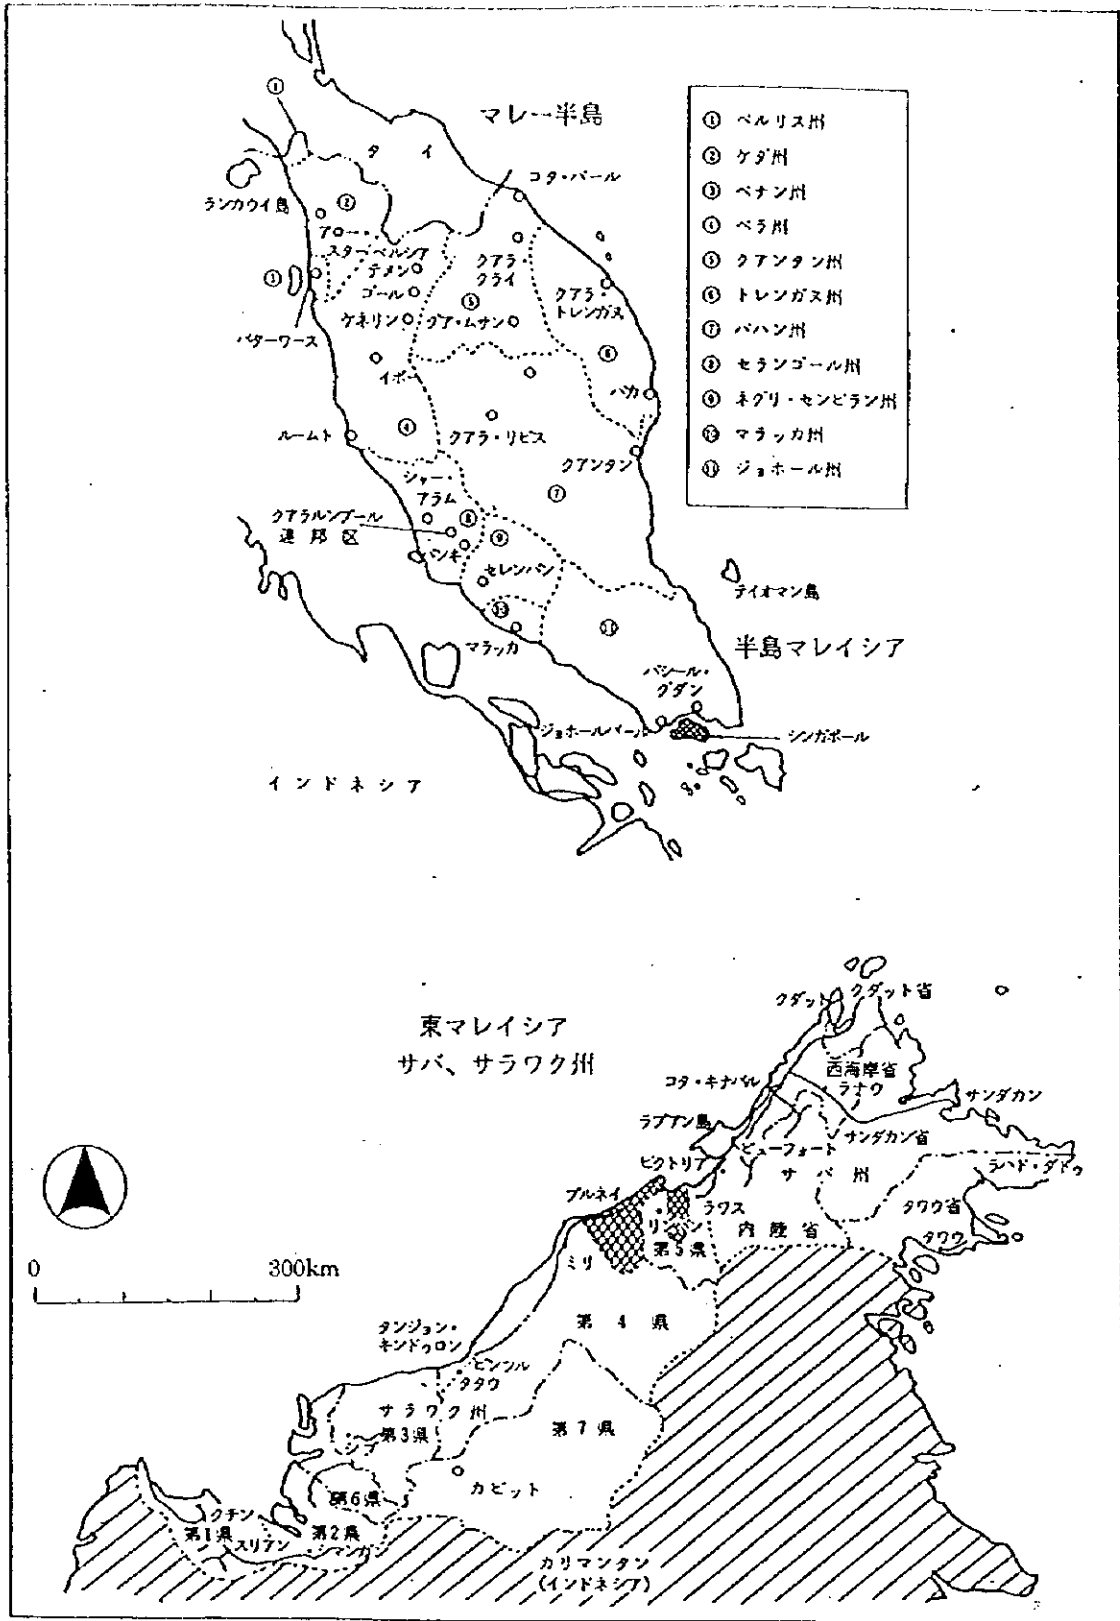 マレー半島
① ペルリス州
② ケダ州
③ ペナン州
④ ペラ州
⑤ クアンタン州
⑥ トレンガヌ州
⑦ パハン州
⑧ セランゴール州
⑨ ネグリ・センビラン州
⑩ マラッカ州
⑪ ジョホール州
①
タイ
コタ・バール
ランカウイ島
②
アロー・
スター
ペルシア
テメン
ゴール
ケネリン
③
バターワース
クアラ・
クライ
⑤
グア・ムサン
クアラ・
トレンガヌ
⑥
イポー
パカ
ルームト
④
クアラ・リピス
クアンタン
シャー・
アラム
⑦
クアラルンプール
連邦区
⑧
⑨
バンギ
セレンバン
テイオマン島
⑩
⑪
マラッカ
半島マレイシア
パシール・
グダン
ジョホールバール
シンガポール
インドネシア
東マレイシア
サバ、サラワク州
クダット
クダット省
西海岸省
ラナウ
コタ・キナバル
サンダカン
ラブアン島
サンダカン省
ビューフォート
ビクトリア
サバ州
ラハド・ダトゥ
ブルネイ
ラワス
タワウ省
リンバン
内陸省
タワウ
第5県
ミリ
0
300km
第4県
タンジョン・
キンドゥロン
ビンツル
タタウ
サラワク州
第3県
シブ
第7県
カピット
第6県
クチン
第1県
スリアン
第2県
カリマンタン
(インドネシア)